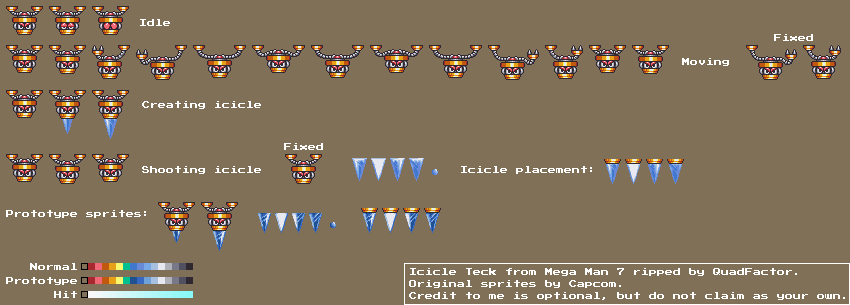 Idle
Fixed
Moving
Creating icicle
Fixed
Shooting icicle
Icicle placement:
Prototype sprites:
Normal
Prototype
Hit
Icicle Teck from Mega Man 7 ripped by QuadFactor.
Original sprites by Capcom.
Credit to me is optional, but do not claim as your own.